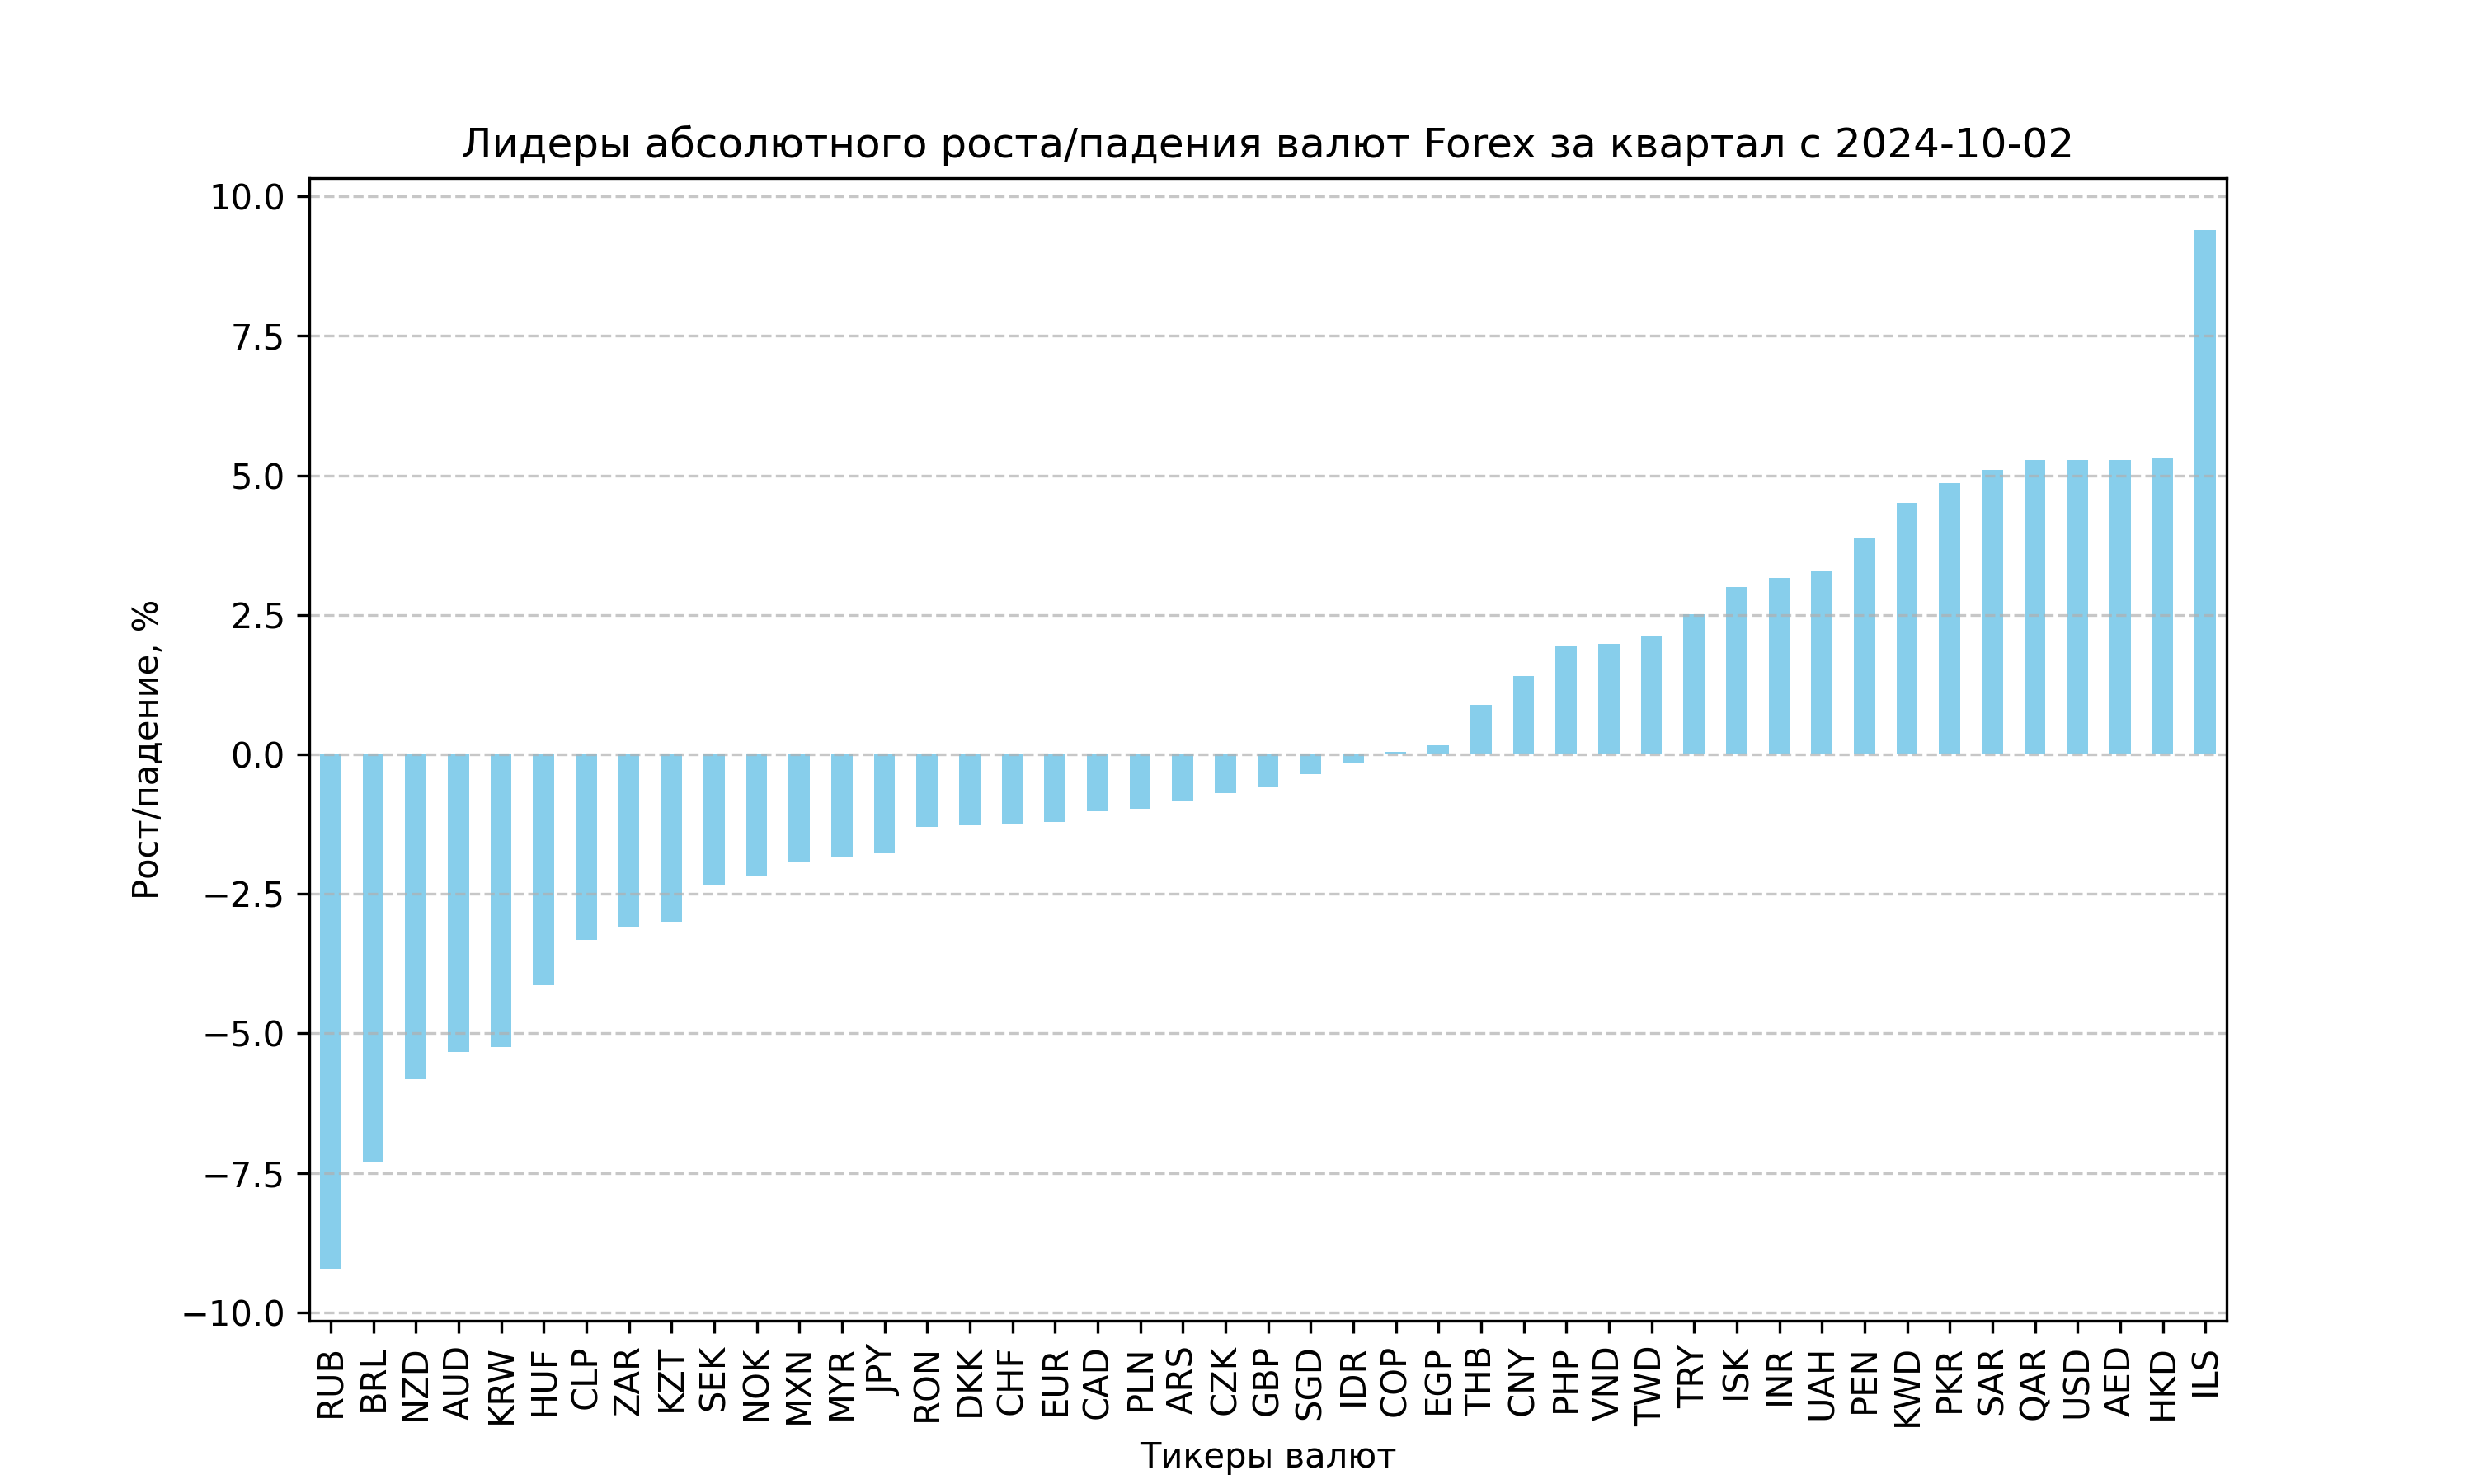 Лидеры абсолютного роста/падения валют Forex за квартал с 2024-10-02
Рост/падение, %
10.0
7.5
5.0
2.5
0.0
−2.5
−5.0
−7.5
−10.0
RUB
BRL
NZD
AUD
KRW
HUF
CLP
ZAR
KZT
SEK
NOK
MXN
MYR
JPY
RON
DKK
CHF
EUR
CAD
PLN
ARS
CZK
GBP
SGD
IDR
COP
EGP
THB
CNY
PHP
VND
TWD
TRY
ISK
INR
UAH
PEN
KWD
PKR
SAR
QAR
USD
AED
HKD
ILS
Тикеры валют